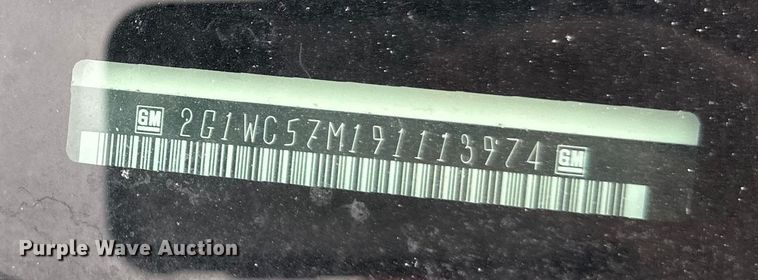 GM 2G1WC57M191113974 GM
Purple Wave Auction